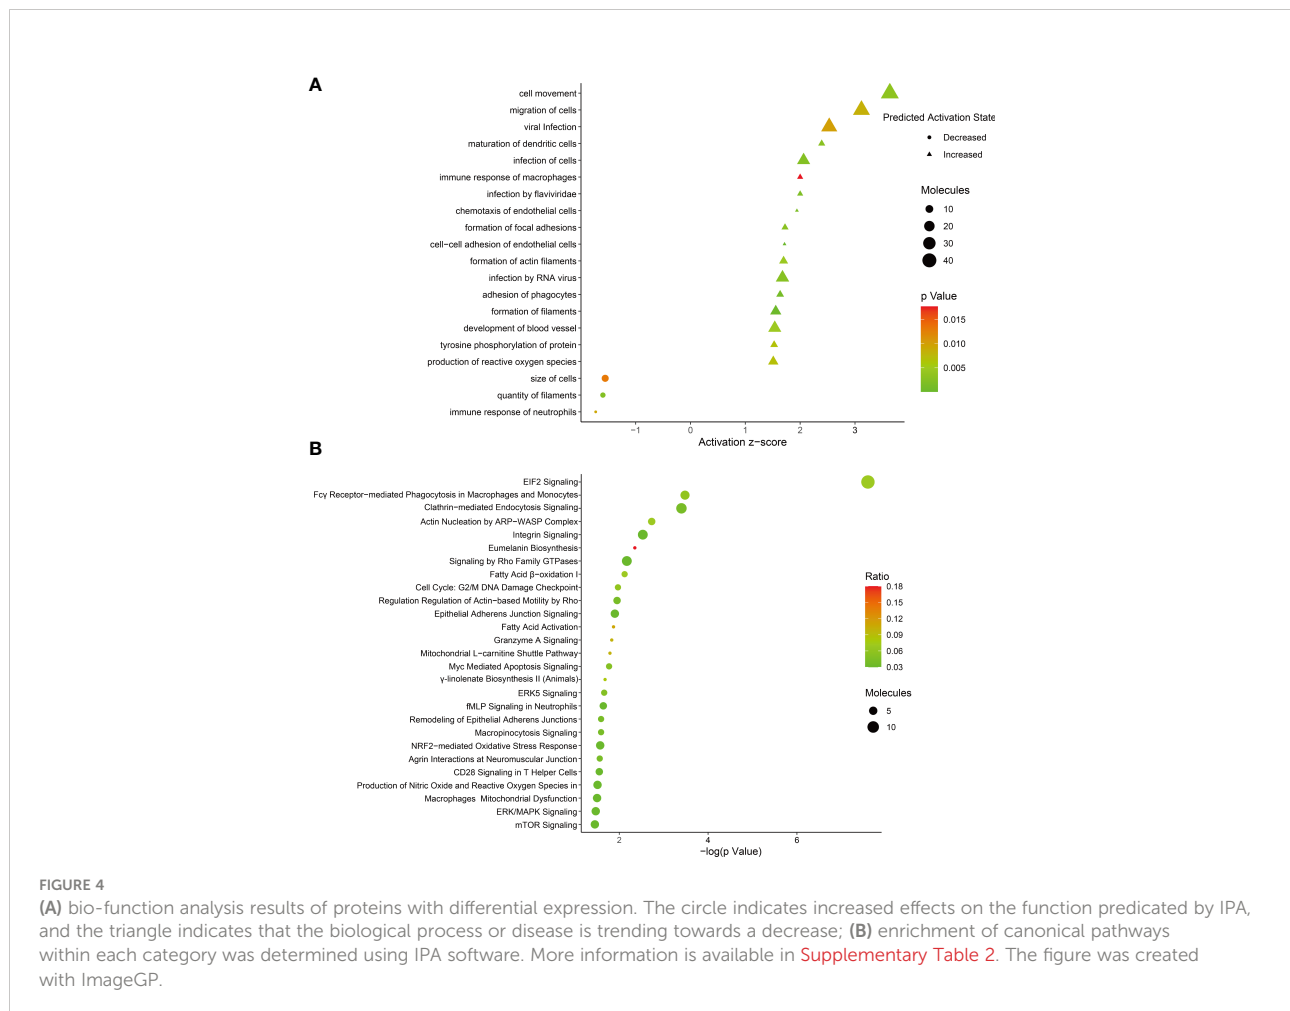 A
cell movement
migration of cells
viral Infection
maturation of dendritic cells
infection of cells
immune response of macrophages
infection by flaviviridae
chemotaxis of endothelial cells
formation of focal adhesions
cell−cell adhesion of endothelial cells
formation of actin filaments
infection by RNA virus
adhesion of phagocytes
formation of filaments
development of blood vessel
tyrosine phosphorylation of protein
production of reactive oxygen species
size of cells
quantity of filaments
immune response of neutrophils
−1 0 1 2 3
Activation z−score
Predicted Activation State
Decreased
Increased
Molecules
10
20
30
40
p Value
0.015
0.010
0.005
B
EIF2 Signaling
Fcγ Receptor−mediated Phagocytosis in Macrophages and Monocytes
Clathrin−mediated Endocytosis Signaling
Actin Nucleation by ARP−WASP Complex
Integrin Signaling
Eumelanin Biosynthesis
Signaling by Rho Family GTPases
Fatty Acid β−oxidation I
Cell Cycle: G2/M DNA Damage Checkpoint
Regulation Regulation of Actin−based Motility by Rho
Epithelial Adherens Junction Signaling
Fatty Acid Activation
Granzyme A Signaling
Mitochondrial L−carnitine Shuttle Pathway
Myc Mediated Apoptosis Signaling
γ−linolenate Biosynthesis II (Animals)
ERK5 Signaling
fMLP Signaling in Neutrophils
Remodeling of Epithelial Adherens Junctions
Macropinocytosis Signaling
NRF2−mediated Oxidative Stress Response
Agrin Interactions at Neuromuscular Junction
CD28 Signaling in T Helper Cells
Production of Nitric Oxide and Reactive Oxygen Species in
Macrophages Mitochondrial Dysfunction
ERK/MAPK Signaling
mTOR Signaling
2 4 6
−log(p Value)
Ratio
0.18
0.15
0.12
0.09
0.06
0.03
Molecules
5
10
FIGURE 4
(A) bio-function analysis results of proteins with differential expression. The circle indicates increased effects on the function predicated by IPA,
and the triangle indicates that the biological process or disease is trending towards a decrease; (B) enrichment of canonical pathways
within each category was determined using IPA software. More information is available in Supplementary Table 2. The figure was created
with ImageGP.